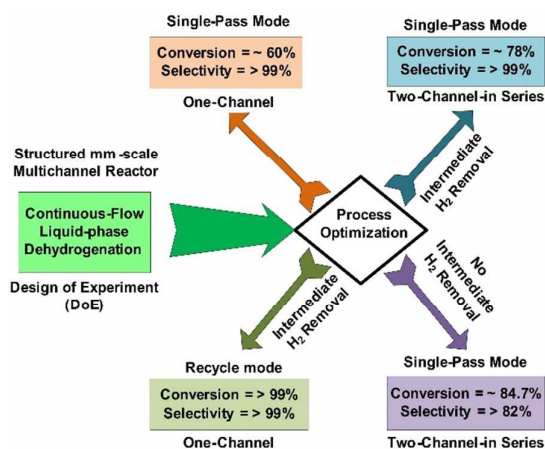 Single-Pass Mode
Conversion = ~ 60%
Selectivity = > 99%
One-Channel
Single-Pass Mode
Conversion = ~ 78%
Selectivity = > 99%
Two-Channel-in Series
Intermediate
H₂ Removal
Structured mm-scale
Multichannel Reactor
Continuous-Flow
Liquid-phase
Dehydrogenation
Design of Experiment
(DoE)
Process
Optimization
Intermediate
H₂ Removal
No
Intermediate
H₂ Removal
Recycle mode
Conversion = > 99%
Selectivity = > 99%
One-Channel
Single-Pass Mode
Conversion = ~ 84.7%
Selectivity = > 82%
Two-Channel-in Series